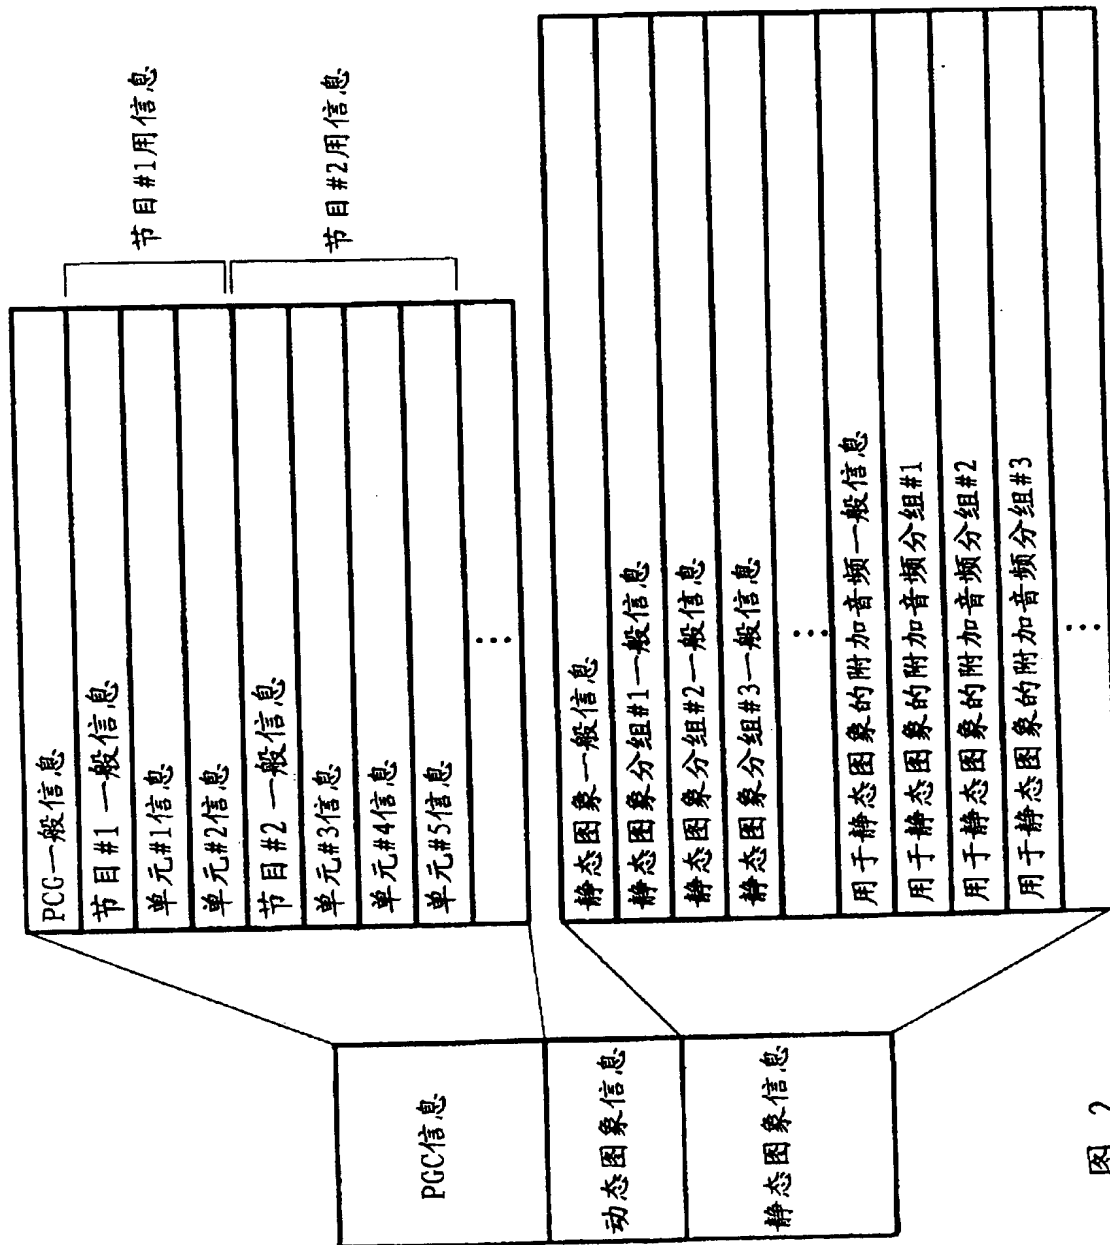 PGC信息
动态图象信息
静态图象信息
PCG一般信息
节目#1 一般信息
单元#1信息
单元#2信息
节目#2 一般信息
单元#3信息
单元#4信息
单元#5信息
⋮
节目#1用信息
节目#2用信息
静态图象一般信息
静态图象分组#1一般信息
静态图象分组#2一般信息
静态图象分组#3一般信息
⋮
用于静态图象的附加音频一般信息
用于静态图象的附加音频分组#1
用于静态图象的附加音频分组#2
用于静态图象的附加音频分组#3
⋮
图 2